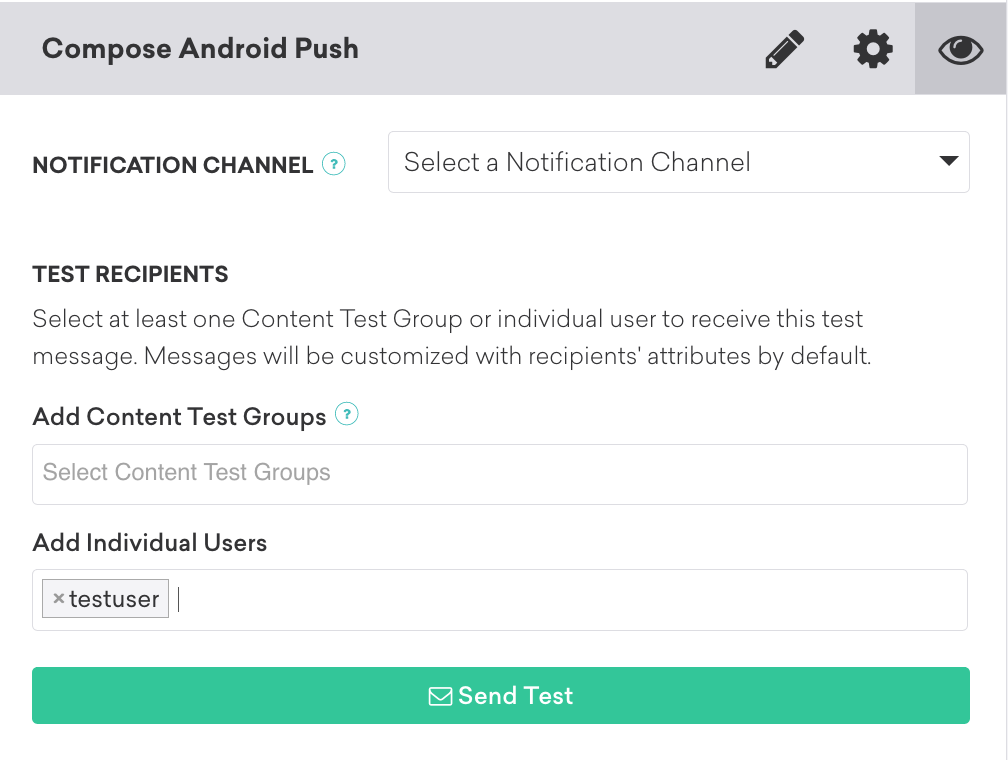 Compose Android Push
NOTIFICATION CHANNEL ?
Select a Notification Channel
TEST RECIPIENTS
Select at least one Content Test Group or individual user to receive this test
message. Messages will be customized with recipients' attributes by default.
Add Content Test Groups ?
Select Content Test Groups
Add Individual Users
× testuser
Send Test